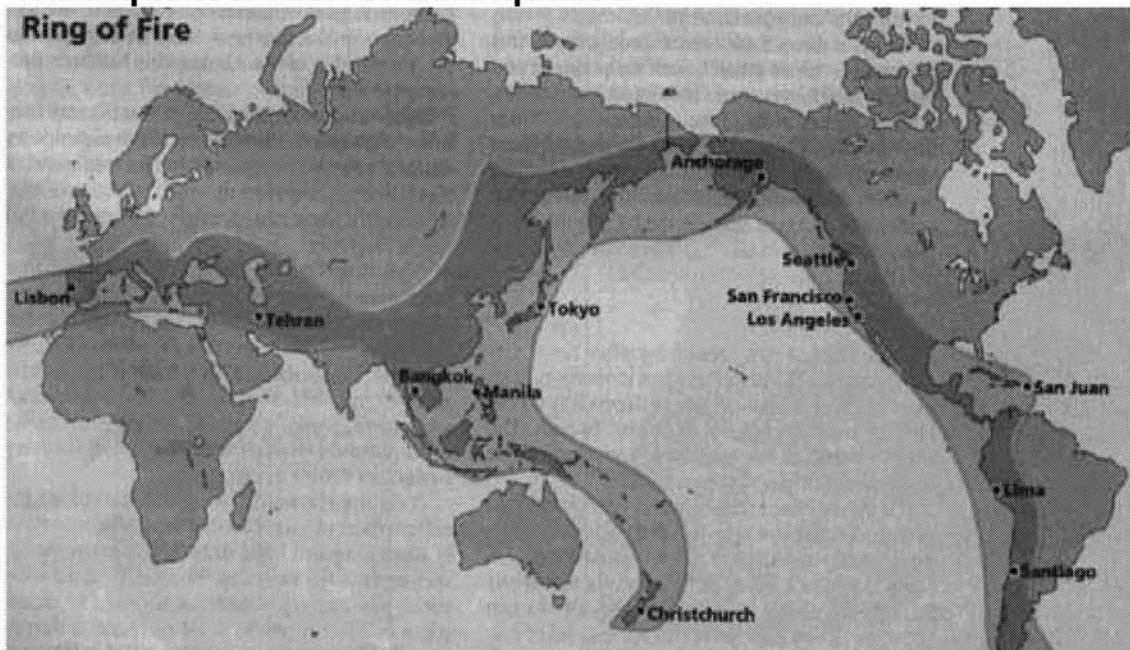 Ring of Fire
Anchorage
Seattle
San Francisco
Los Angeles
Lisbon
Tehran
Tokyo
Bangkok
Manila
San Juan
Lima
Santiago
Christchurch